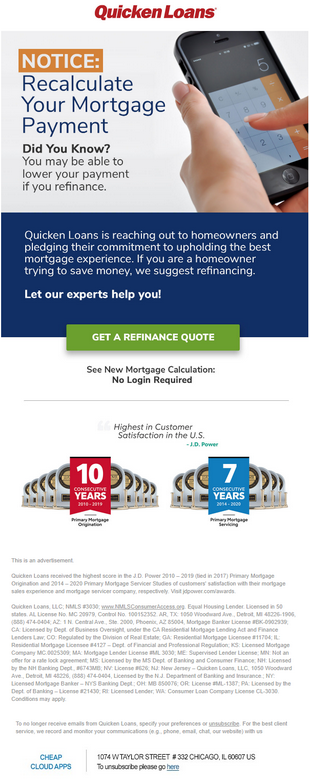 Quicken Loans
NOTICE:
Recalculate
Your Mortgage
Payment
Did You Know?
You may be able to
lower your payment
if you refinance.
5
Quicken Loans is reaching out to homeowners and
pledging their commitment to upholding the best
mortgage experience. If you are a homeowner
trying to save money, we suggest refinancing.
Let our experts help you!
GET A REFINANCE QUOTE
See New Mortgage Calculation:
No Login Required
Highest in Customer
Satisfaction in the U.S.
- J.D. Power
10
CONSECUTIVE
YEARS
2010 - 2019
Primary Mortgage
Origination
7
CONSECUTIVE
YEARS
2014 - 2020
Primary Mortgage
Servicing
This is an advertisement.
Quicken Loans received the highest score in the J.D. Power 2010 – 2019 (tied in 2017) Primary Mortgage
Origination and 2014 – 2020 Primary Mortgage Servicer Studies of customers' satisfaction with their mortgage
sales experience and mortgage servicer company, respectively. Visit jdpower.com/awards.
Quicken Loans, LLC; NMLS #3030; www.NMLSConsumerAccess.org. Equal Housing Lender. Licensed in 50
states. AL License No. MC 20979, Control No. 100152352. AR, TX: 1050 Woodward Ave., Detroit, MI 48226-1906,
(888) 474-0404; AZ: 1 N. Central Ave., Ste. 2000, Phoenix, AZ 85004, Mortgage Banker License #BK-0902939;
CA: Licensed by Dept. of Business Oversight, under the CA Residential Mortgage Lending Act and Finance
Lenders Law; CO: Regulated by the Division of Real Estate; GA: Residential Mortgage Licensee #11704; IL:
Residential Mortgage Licensee #4127 – Dept. of Financial and Professional Regulation; KS: Licensed Mortgage
Company MC.0025309; MA: Mortgage Lender License #ML 3030; ME: Supervised Lender License; MN: Not an
offer for a rate lock agreement; MS: Licensed by the MS Dept. of Banking and Consumer Finance; NH: Licensed
by the NH Banking Dept., #6743MB; NV: License #626; NJ: New Jersey – Quicken Loans, LLC, 1050 Woodward
Ave., Detroit, MI 48226, (888) 474-0404, Licensed by the N.J. Department of Banking and Insurance.; NY:
Licensed Mortgage Banker – NYS Banking Dept.; OH: MB 850076; OR: License #ML-1387; PA: Licensed by the
Dept. of Banking – License #21430; RI: Licensed Lender; WA: Consumer Loan Company License CL-3030.
Conditions may apply.
To no longer receive emails from Quicken Loans, specify your preferences or unsubscribe. For the best client
service, we record and monitor your communications (e.g., phone, email, chat, our website) with us
CHEAP
CLOUD APPS
1074 W TAYLOR STREET # 332 CHICAGO, IL 60607 US
To unsubscribe please go here